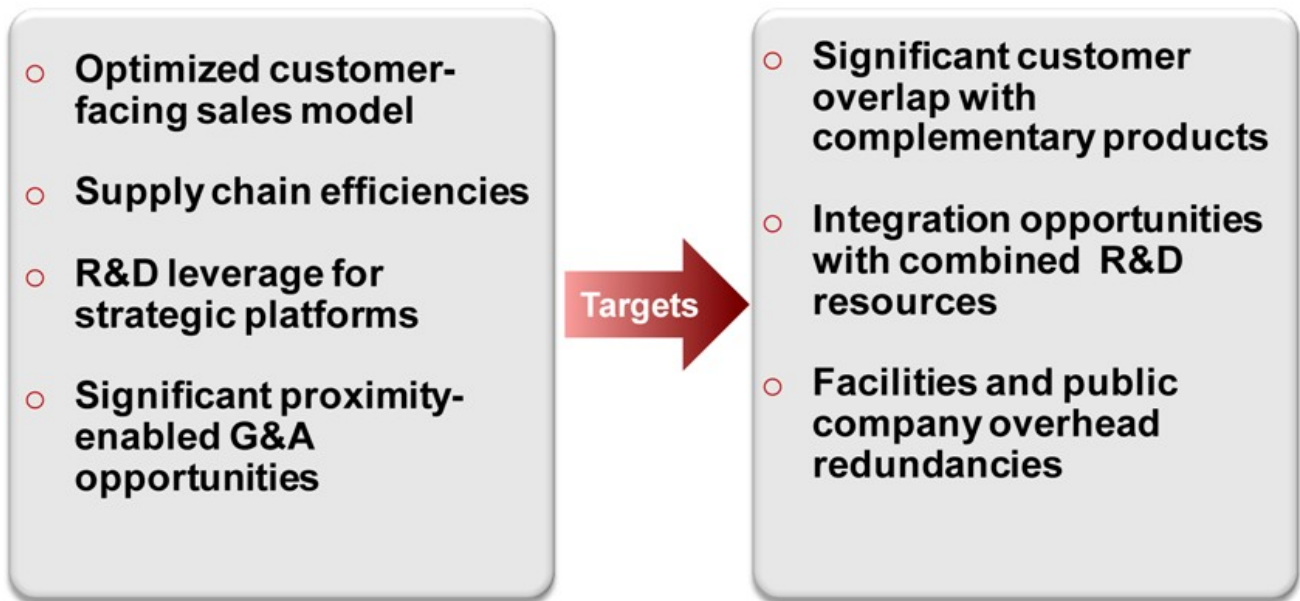 Optimized customer-
facing sales model
Supply chain efficiencies
R&D leverage for
strategic platforms
Significant proximity-
enabled G&A
opportunities
Targets
Significant customer
overlap with
complementary products
Integration opportunities
with combined R&D
resources
Facilities and public
company overhead
redundancies